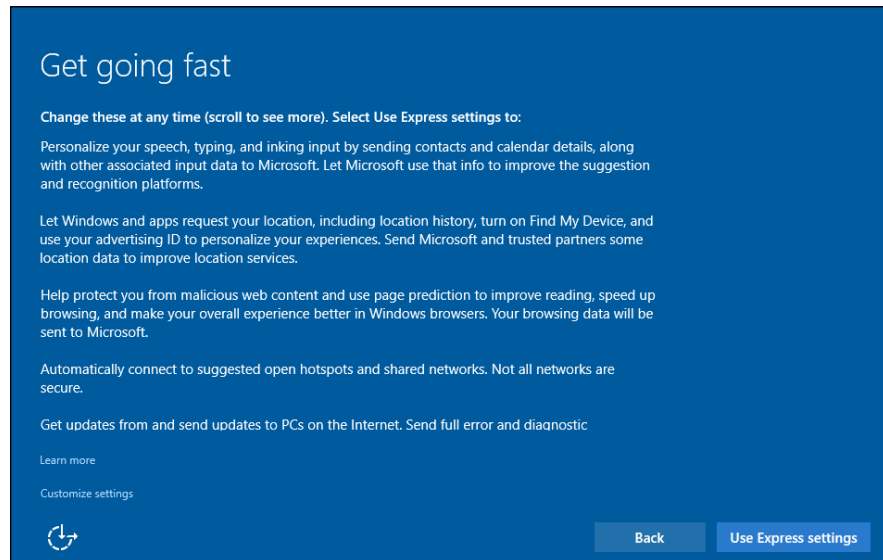 Get going fast
Change these at any time (scroll to see more). Select Use Express settings to:
Personalize your speech, typing, and inking input by sending contacts and calendar details, along
with other associated input data to Microsoft. Let Microsoft use that info to improve the suggestion
and recognition platforms.
Let Windows and apps request your location, including location history, turn on Find My Device, and
use your advertising ID to personalize your experiences. Send Microsoft and trusted partners some
location data to improve location services.
Help protect you from malicious web content and use page prediction to improve reading, speed up
browsing, and make your overall experience better in Windows browsers. Your browsing data will be
sent to Microsoft.
Automatically connect to suggested open hotspots and shared networks. Not all networks are
secure.
Get updates from and send updates to PCs on the Internet. Send full error and diagnostic
Learn more
Customize settings
Back
Use Express settings